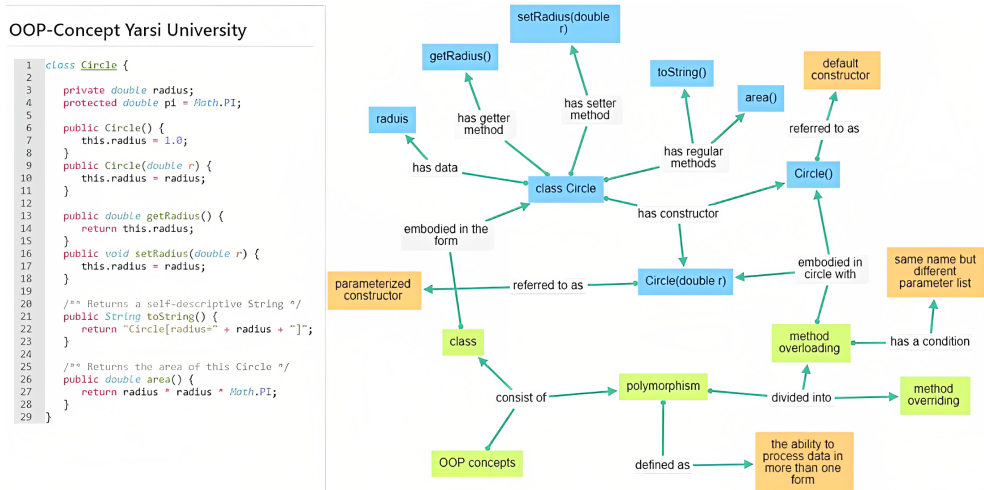 OOP-Concept Yarsi University
1 class Circle {
2
3 private double radius;
4 protected double pi = Math.PI;
5
6 public Circle() {
7 this.radius = 1.0;
8 }
9 public Circle(double r) {
10 this.radius = radius;
11 }
12
13 public double getRadius() {
14 return this.radius;
15 }
16 public void setRadius(double r) {
17 this.radius = radius;
18 }
19
20 /** Returns a self-descriptive String */
21 public String toString() {
22 return "Circle[radius=" + radius + "]";
23 }
24
25 /** Returns the area of this Circle */
26 public double area() {
27 return radius * radius * Math.PI;
28 }
29 }
setRadius(double
r)
getRadius()
toString()
default
constructor
area()
raduis
has getter
method
has setter
method
referred to as
has regular
methods
has data
class Circle
Circle()
has constructor
embodied in the
form
embodied in
circle with
same name but
different
parameter list
parameterized
constructor
referred to as
Circle(double r)
class
method
overloading
has a condition
polymorphism
consist of
divided into
method
overriding
OOP concepts
defined as
the ability to
process data in
more than one
form